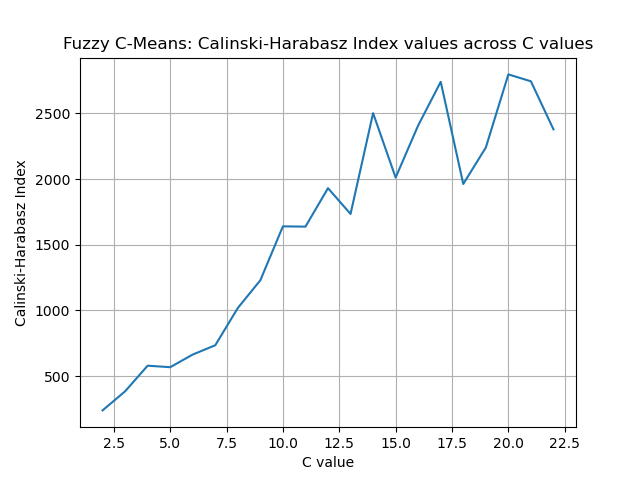 Fuzzy C-Means: Calinski-Harabasz Index values across C values
2500
2000
1500
1000
500
Calinski-Harabasz Index
2.5 5.0 7.5 10.0 12.5 15.0 17.5 20.0 22.5
C value